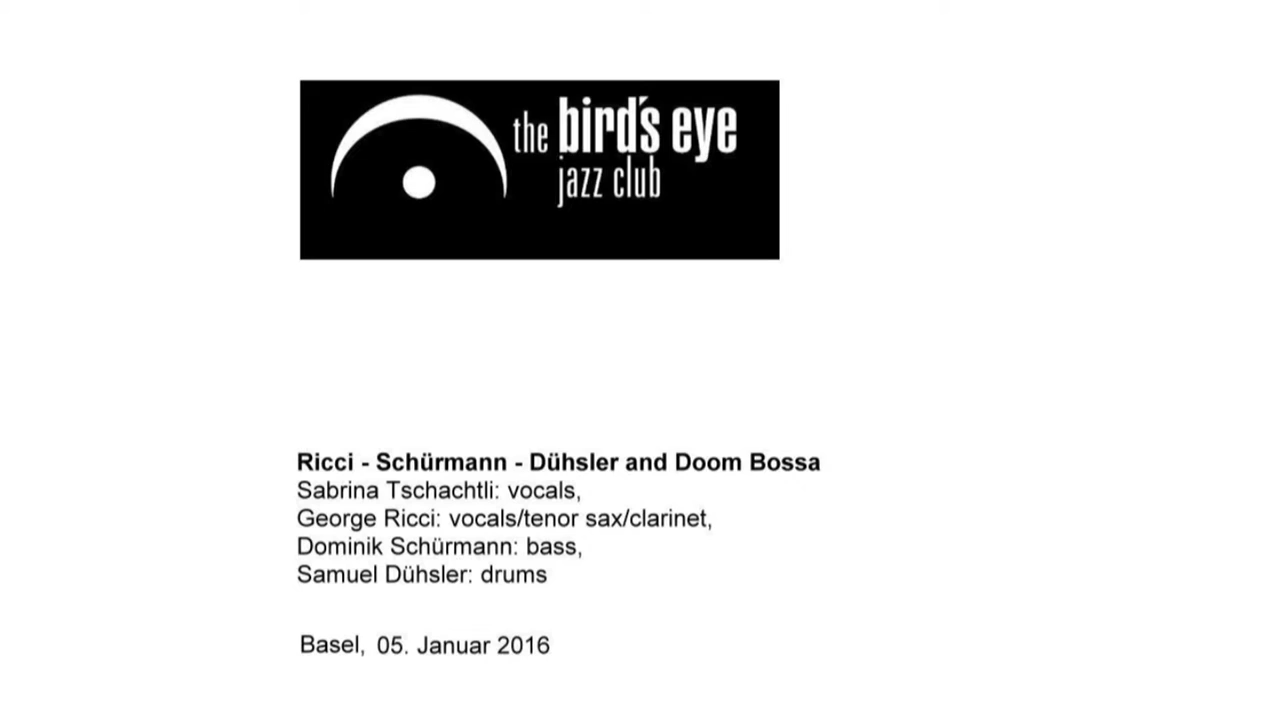 the bird's eye
jazz club
Ricci - Schürmann - Dühsler and Doom Bossa
Sabrina Tschachtli: vocals,
George Ricci: vocals/tenor sax/clarinet,
Dominik Schürmann: bass,
Samuel Dühsler: drums
Basel, 05. Januar 2016